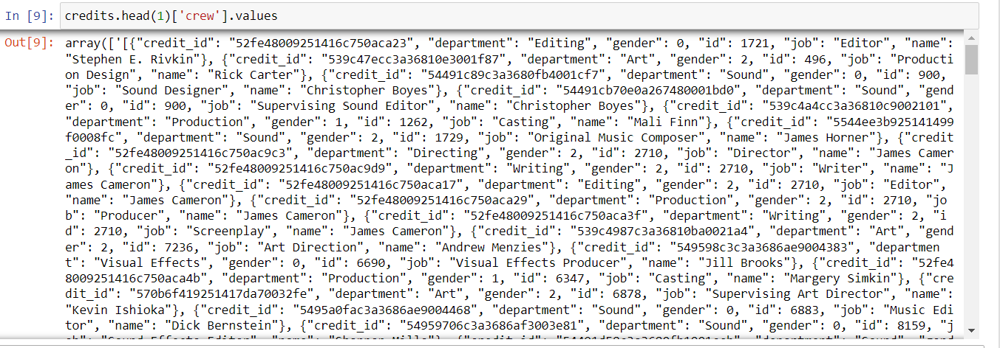 In [9]: credits.head(1)['crew'].values
Out[9]: array(['[{"credit_id": "52fe48009251416c750aca23", "department": "Editing", "gender": 0, "id": 1721, "job": "Editor", "name":
"Stephen E. Rivkin"}, {"credit_id": "539c47ecc3a36810e3001f87", "department": "Art", "gender": 2, "id": 496, "job": "Producti
on Design", "name": "Rick Carter"}, {"credit_id": "54491c89c3a3680fb4001cf7", "department": "Sound", "gender": 0, "id": 900,
"job": "Sound Designer", "name": "Christopher Boyes"}, {"credit_id": "54491cb70e0a267480001bd0", "department": "Sound", "gend
er": 0, "id": 900, "job": "Supervising Sound Editor", "name": "Christopher Boyes"}, {"credit_id": "539c4a4cc3a36810c9002101",
"department": "Production", "gender": 1, "id": 1262, "job": "Casting", "name": "Mali Finn"}, {"credit_id": "5544ee3b925141499
f0008fc", "department": "Sound", "gender": 2, "id": 1729, "job": "Original Music Composer", "name": "James Horner"}, {"credit
_id": "52fe48009251416c750ac9c3", "department": "Directing", "gender": 2, "id": 2710, "job": "Director", "name": "James Camer
on"}, {"credit_id": "52fe48009251416c750ac9d9", "department": "Writing", "gender": 2, "id": 2710, "job": "Writer", "name": "J
ames Cameron"}, {"credit_id": "52fe48009251416c750aca17", "department": "Editing", "gender": 2, "id": 2710, "job": "Editor",
"name": "James Cameron"}, {"credit_id": "52fe48009251416c750aca29", "department": "Production", "gender": 2, "id": 2710, "jo
b": "Producer", "name": "James Cameron"}, {"credit_id": "52fe48009251416c750aca3f", "department": "Writing", "gender": 2, "i
d": 2710, "job": "Screenplay", "name": "James Cameron"}, {"credit_id": "539c4987c3a36810ba0021a4", "department": "Art", "gend
er": 2, "id": 7236, "job": "Art Direction", "name": "Andrew Menzies"}, {"credit_id": "549598c3c3a3686ae9004383", "departmen
t": "Visual Effects", "gender": 0, "id": 6690, "job": "Visual Effects Producer", "name": "Jill Brooks"}, {"credit_id": "52fe4
8009251416c750aca4b", "department": "Production", "gender": 1, "id": 6347, "job": "Casting", "name": "Margery Simkin"}, {"cre
dit_id": "570b6f419251417da70032fe", "department": "Art", "gender": 2, "id": 6878, "job": "Supervising Art Director", "name":
"Kevin Ishioka"}, {"credit_id": "5495a0fac3a3686ae9004468", "department": "Sound", "gender": 0, "id": 6883, "job": "Music Edi
tor", "name": "Dick Bernstein"}, {"credit_id": "54959706c3a3686af3003e81", "department": "Sound", "gender": 0, "id": 8159, "j